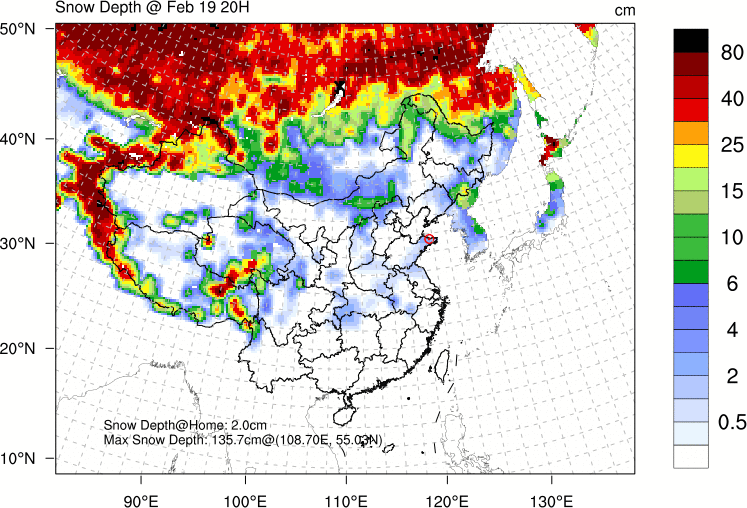 Snow Depth @ Feb 19 20H
cm
50°N
40°N
30°N
20°N
10°N
80
40
25
15
10
6
4
2
0.5
Snow Depth@Home: 2.0cm
Max Snow Depth: 135.7cm@(108.70E, 55.03N)
90°E
100°E
110°E
120°E
130°E